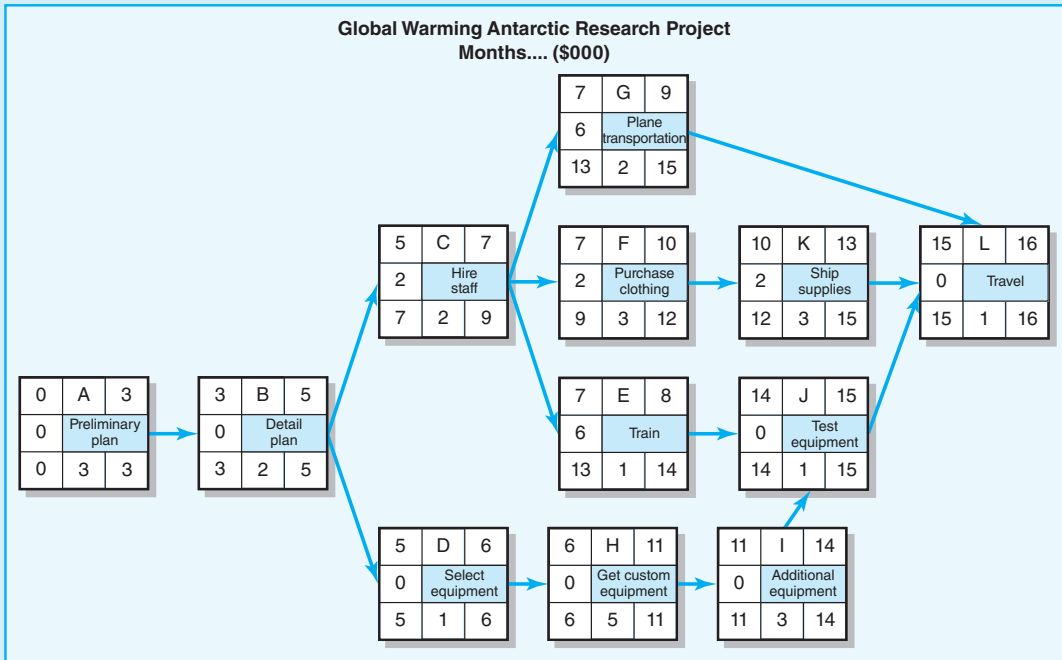 Global Warming Antarctic Research Project
Months.... ($000)
7 G 9
6 Plane
transportation
13 2 15
5 C 7
2 Hire
staff
7 2 9
7 F 10
2 Purchase
clothing
9 3 12
10 K 13
2 Ship
supplies
12 3 15
15 L 16
0 Travel
15 1 16
0 A 3
0 Preliminary
plan
0 3 3
3 B 5
0 Detail
plan
3 2 5
7 E 8
6 Train
13 1 14
14 J 15
0 Test
equipment
14 1 15
5 D 6
0 Select
equipment
5 1 6
6 H 11
0 Get custom
equipment
6 5 11
11 I 14
0 Additional
equipment
11 3 14